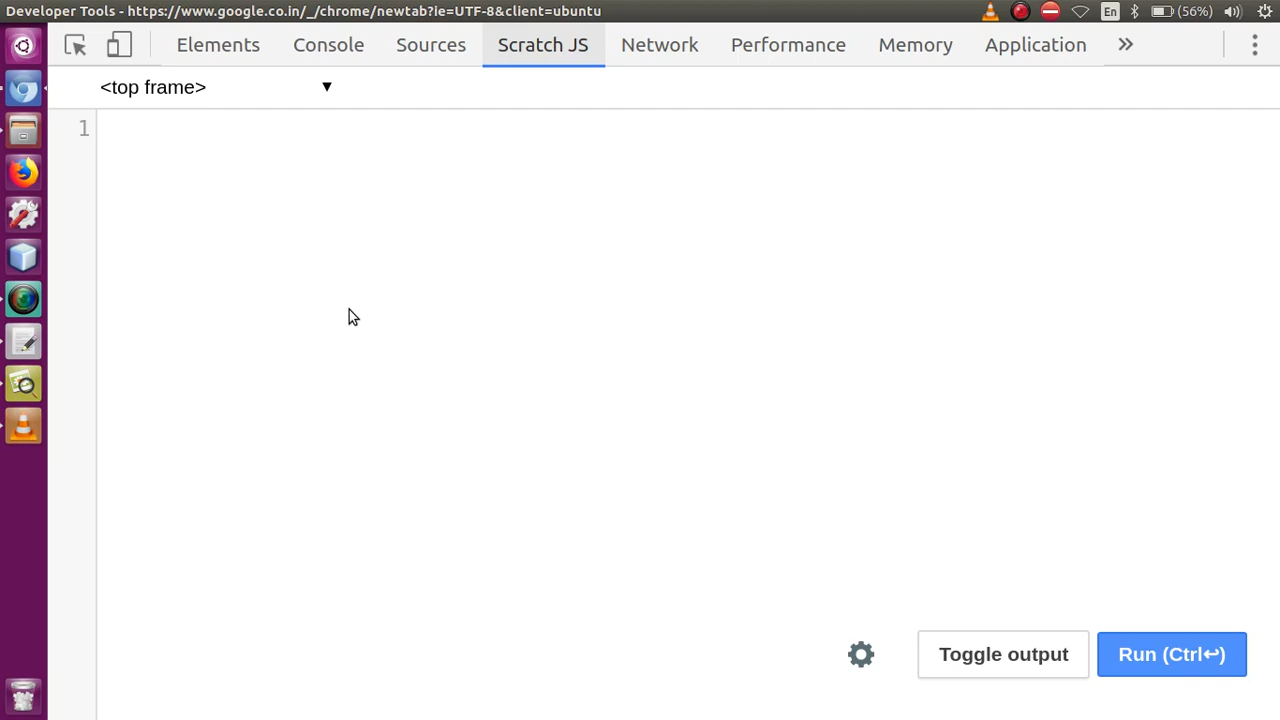 Developer Tools - https://www.google.co.in/_/chrome/newtab?ie=UTF-8&client=ubuntu
En
(56%)
Elements
Console
Sources
Scratch JS
Network
Performance
Memory
Application
<top frame>
1
Toggle output
Run (Ctrl↩)